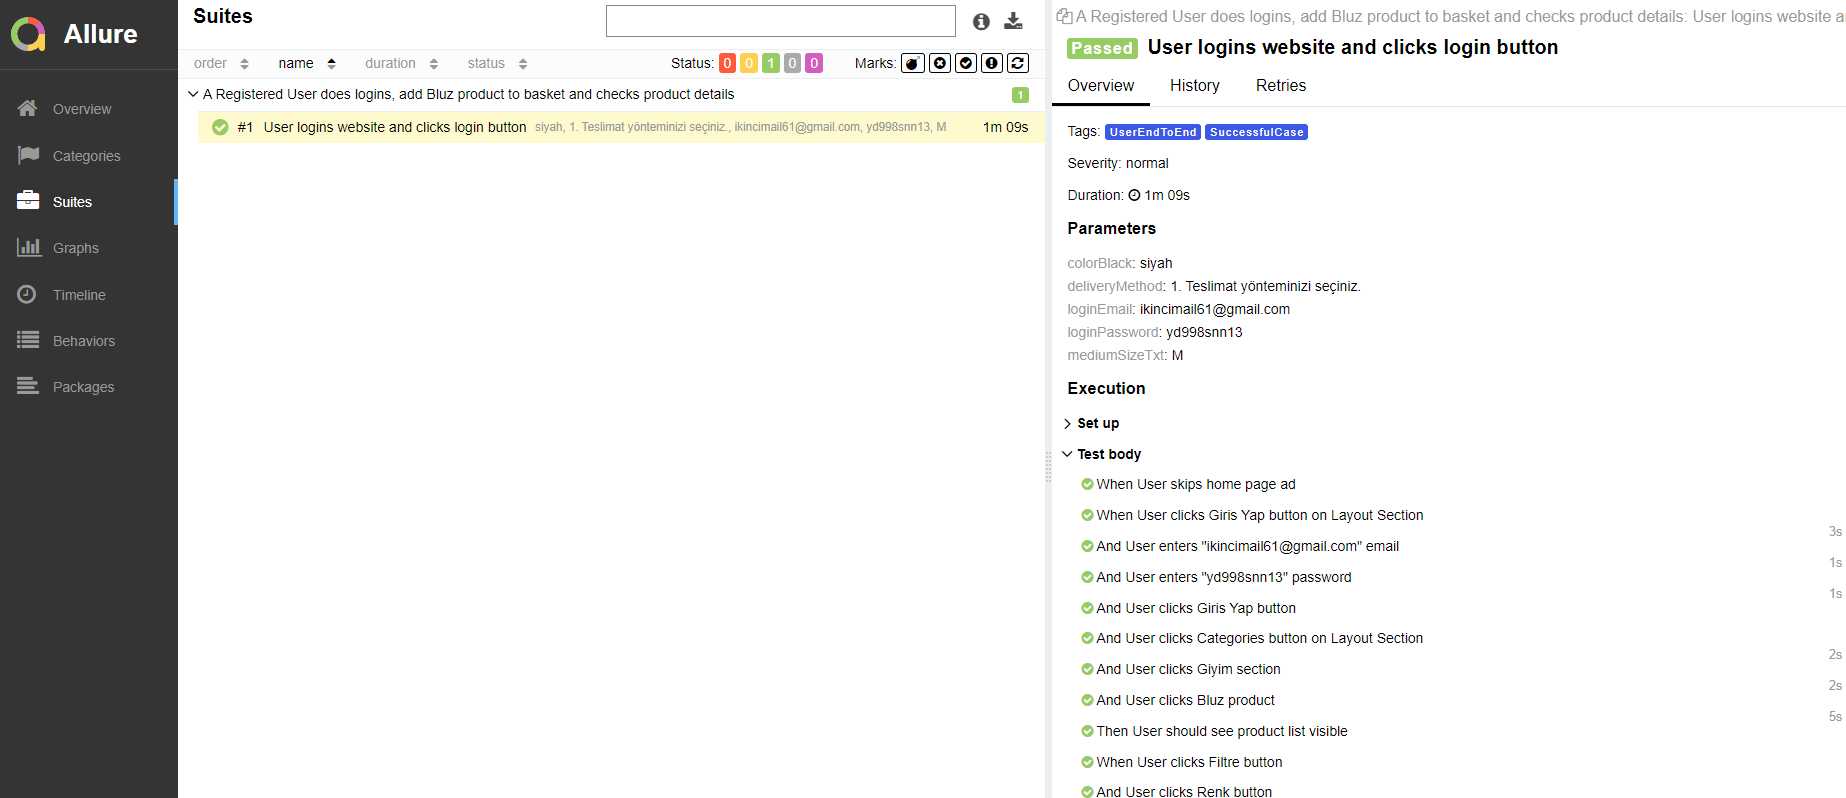 Allure
Overview
Categories
Suites
Graphs
Timeline
Behaviors
Packages
Suites
order name duration status Status: 0 0 1 0 0 Marks:
A Registered User does logins, add Bluz product to basket and checks product details 1
#1 User logins website and clicks login button siyah, 1. Teslimat yönteminizi seçiniz., ikincimail61@gmail.com, yd998snn13, M 1m 09s
A Registered User does logins, add Bluz product to basket and checks product details: User logins website a
Passed User logins website and clicks login button
Overview History Retries
Tags: UserEndToEnd SuccessfulCase
Severity: normal
Duration: 1m 09s
Parameters
colorBlack: siyah
deliveryMethod: 1. Teslimat yönteminizi seçiniz.
loginEmail: ikincimail61@gmail.com
loginPassword: yd998snn13
mediumSizeTxt: M
Execution
Set up
Test body
When User skips home page ad
When User clicks Giris Yap button on Layout Section
3s
And User enters "ikincimail61@gmail.com" email
1s
And User enters "yd998snn13" password
1s
And User clicks Giris Yap button
And User clicks Categories button on Layout Section
2s
And User clicks Giyim section
2s
And User clicks Bluz product
5s
Then User should see product list visible
When User clicks Filtre button
And User clicks Renk button